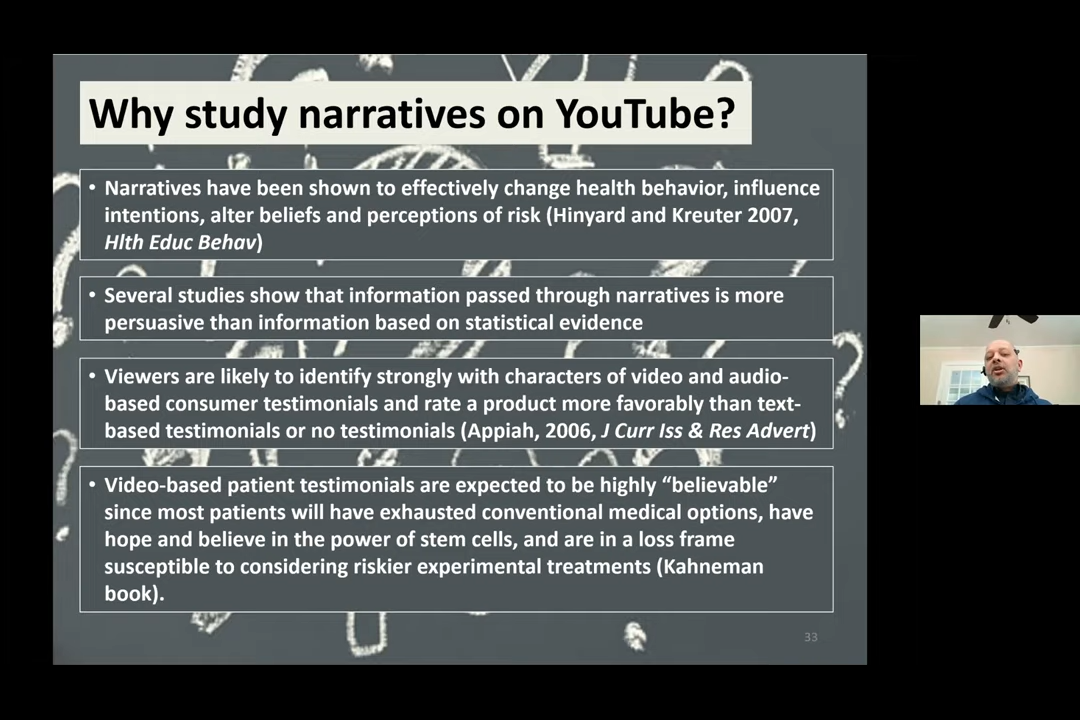 Why study narratives on YouTube?
• Narratives have been shown to effectively change health behavior, influence
intentions, alter beliefs and perceptions of risk (Hinyard and Kreuter 2007,
Hlth Educ Behav)
• Several studies show that information passed through narratives is more
persuasive than information based on statistical evidence
• Viewers are likely to identify strongly with characters of video and audio-
based consumer testimonials and rate a product more favorably than text-
based testimonials or no testimonials (Appiah, 2006, J Curr Iss & Res Advert)
• Video-based patient testimonials are expected to be highly “believable”
since most patients will have exhausted conventional medical options, have
hope and believe in the power of stem cells, and are in a loss frame
susceptible to considering riskier experimental treatments (Kahneman
book).
33